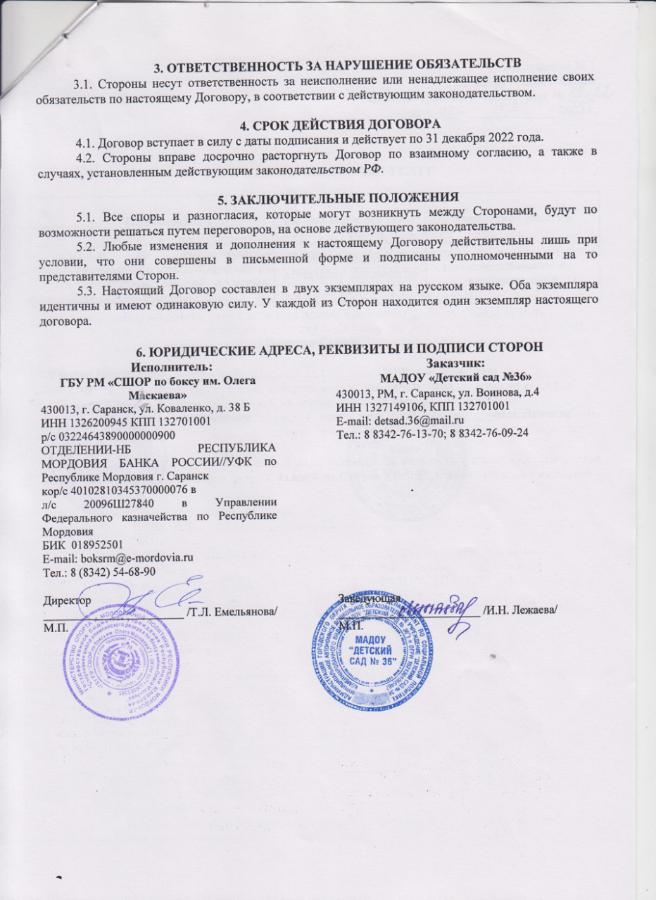 3. ОТВЕТСТВЕННОСТЬ ЗА НАРУШЕНИЕ ОБЯЗАТЕЛЬСТВ
3.1. Стороны несут ответственность за неисполнение или ненадлежащее исполнение своих
обязательств по настоящему Договору, в соответствии с действующим законодательством.
4. СРОК ДЕЙСТВИЯ ДОГОВОРА
4.1. Договор вступает в силу с даты подписания и действует по 31 декабря 2022 года.
4.2. Стороны вправе досрочно расторгнуть Договор по взаимному согласию, а также в
случаях, установленным действующим законодательством РФ.
5. ЗАКЛЮЧИТЕЛЬНЫЕ ПОЛОЖЕНИЯ
5.1. Все споры и разногласия, которые могут возникнуть между Сторонами, будут по
возможности решаться путем переговоров, на основе действующего законодательства.
5.2. Любые изменения и дополнения к настоящему Договору действительны лишь при
условии, что они совершены в письменной форме и подписаны уполномоченными на то
представителями Сторон.
5.3. Настоящий Договор составлен в двух экземплярах на русском языке. Оба экземпляра
идентичны и имеют одинаковую силу. У каждой из Сторон находится один экземпляр настоящего
договора.
6. ЮРИДИЧЕСКИЕ АДРЕСА, РЕКВИЗИТЫ И ПОДПИСИ СТОРОН
Исполнитель:
ГБУ РМ «СШОР по боксу им. Олега
Маскаева»
430013, г. Саранск, ул. Коваленко, д. 38 Б
ИНН 1326200945 КПП 132701001
р/с 03224643890000000900
ОТДЕЛЕНИИ-НБ РЕСПУБЛИКА
МОРДОВИЯ БАНКА РОССИИ//УФК по
Республике Мордовия г. Саранск
кор/с 40102810345370000076 в
л/с 20096Ш27840 в Управлении
Федерального казначейства по Республике
Мордовия
БИК 018952501
E-mail: boksrm@e-mordovia.ru
Тел.: 8 (8342) 54-68-90
Директор
/Т.Л. Емельянова/
М.П.
Заказчик:
МАДОУ «Детский сад №36»
430033, РМ, г. Саранск, ул. Воинова, д.4
ИНН 1327149106, КПП 132701001
E-mail: detsad.36@mail.ru
Тел.: 8 8342-76-13-70; 8 8342-76-09-24
Заведующая
/И.Н. Лежаева/
М.П.
МАДОУ
"ДЕТСКИЙ
САД № 36"